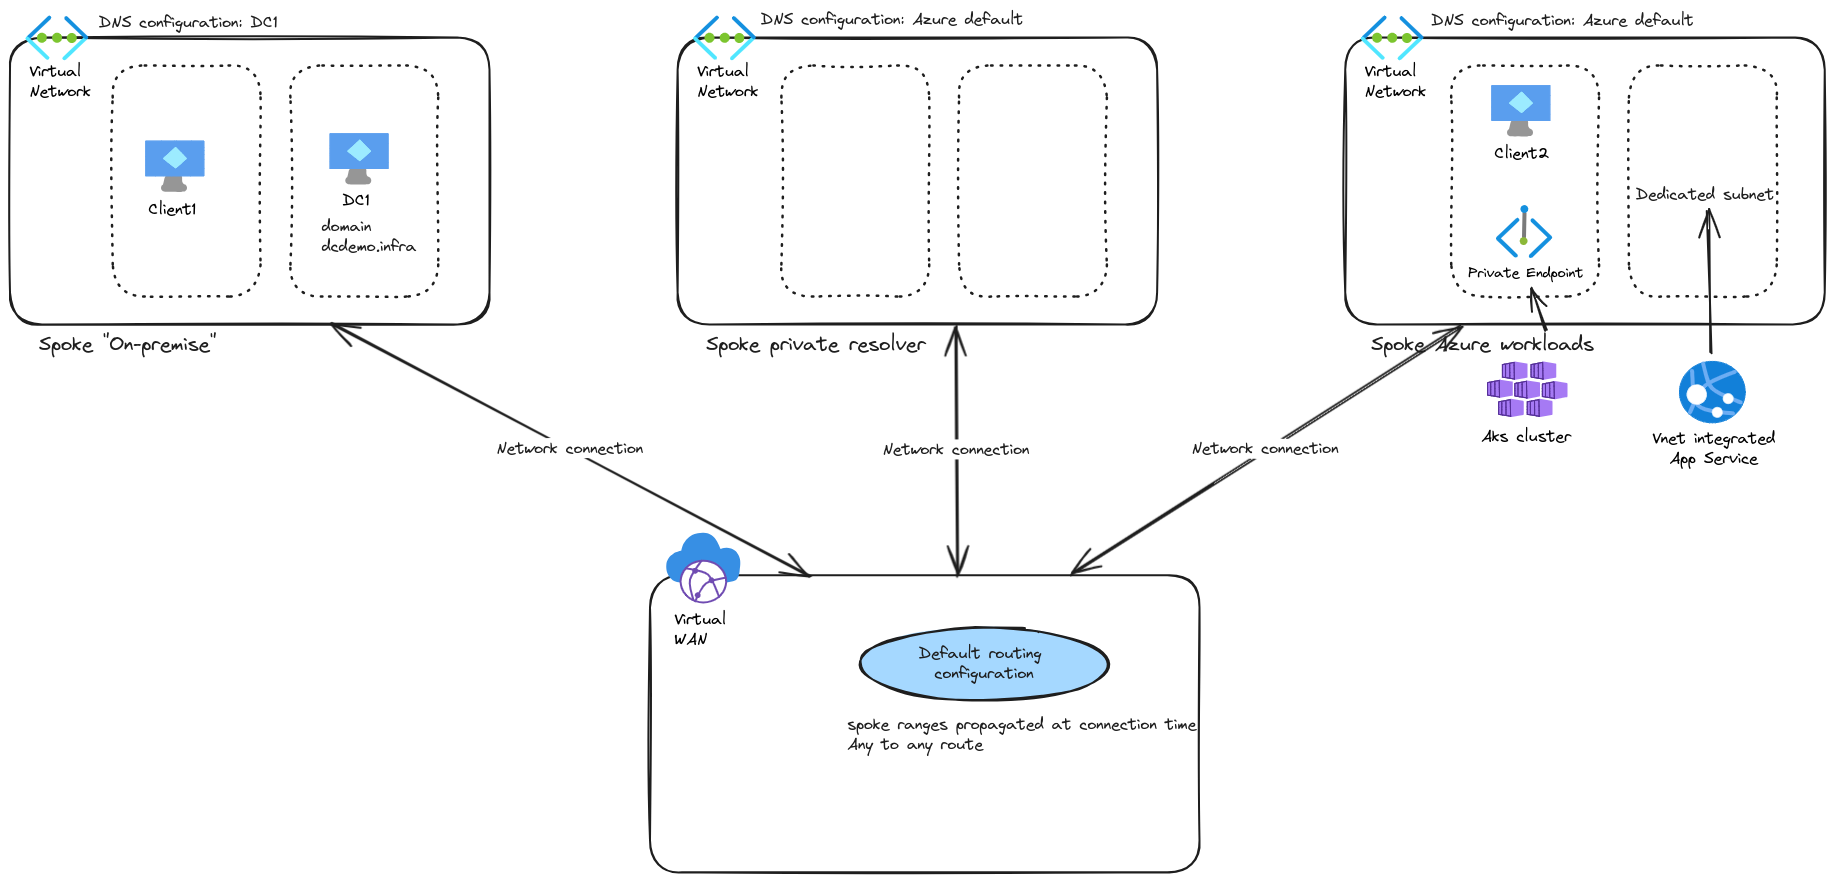 DNS configuration: DC1
Virtual
Network
Client1
DC1
domain
dcdemo.infra
Spoke "On-premise"
DNS configuration: Azure default
Virtual
Network
Spoke private resolver
DNS configuration: Azure default
Virtual
Network
Client2
Private Endpoint
Dedicated subnet
Spoke Azure workloads
Aks cluster
Vnet integrated
App Service
Network connection
Network connection
Network connection
Virtual
WAN
Default routing
configuration
spoke ranges propagated at connection time
Any to any route